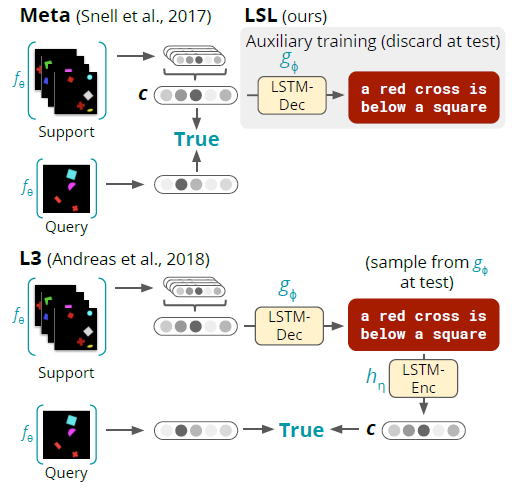 Meta (Snell et al., 2017)
LSL (ours)
Auxiliary training (discard at test)
gϕ
fθ
c
LSTM-
Dec
a red cross is
below a square
Support
True
fθ
Query
L3 (Andreas et al., 2018)
(sample from gϕ
at test)
gϕ
fθ
LSTM-
Dec
a red cross is
below a square
Support
hη
LSTM-
Enc
fθ
True
c
Query